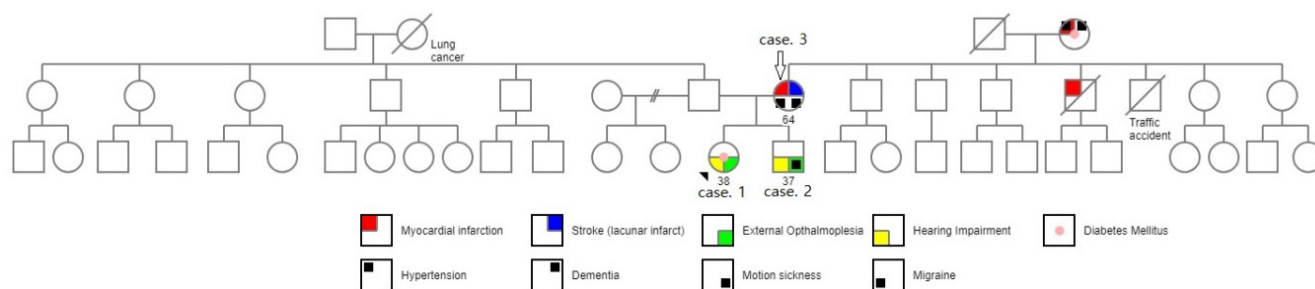 case. 3
Lung
cancer
64
Traffic
accident
38
case. 1
37
case. 2
Myocardial infarction
Stroke (lacunar infarct)
External Opthalmoplesia
Hearing Impairment
Diabetes Mellitus
Hypertension
Dementia
Motion sickness
Migraine